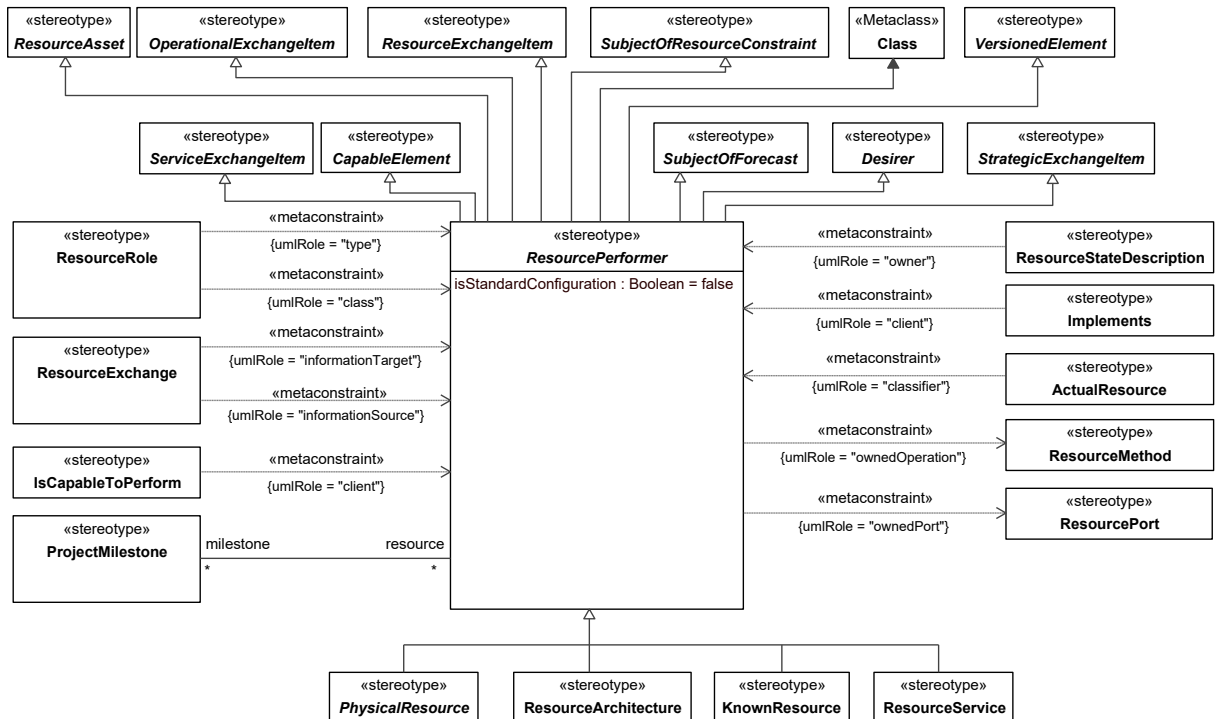 «stereotype»
ResourceAsset
«stereotype»
OperationalExchangeItem
«stereotype»
ResourceExchangeItem
«stereotype»
SubjectOfResourceConstraint
«Metaclass»
Class
«stereotype»
VersionedElement
«stereotype»
ServiceExchangeItem
«stereotype»
CapableElement
«stereotype»
SubjectOfForecast
«stereotype»
Desirer
«stereotype»
StrategicExchangeItem
«stereotype»
ResourceRole
«metaconstraint»
{umlRole = "type"}
«metaconstraint»
{umlRole = "class"}
«stereotype»
ResourceExchange
«metaconstraint»
{umlRole = "informationTarget"}
«metaconstraint»
{umlRole = "informationSource"}
«stereotype»
IsCapableToPerform
«metaconstraint»
{umlRole = "client"}
«stereotype»
ProjectMilestone
milestone
*
resource
*
«stereotype»
ResourcePerformer
isStandardConfiguration : Boolean = false
«metaconstraint»
{umlRole = "owner"}
«stereotype»
ResourceStateDescription
«metaconstraint»
{umlRole = "client"}
«stereotype»
Implements
«metaconstraint»
{umlRole = "classifier"}
«stereotype»
ActualResource
«metaconstraint»
{umlRole = "ownedOperation"}
«stereotype»
ResourceMethod
«metaconstraint»
{umlRole = "ownedPort"}
«stereotype»
ResourcePort
«stereotype»
PhysicalResource
«stereotype»
ResourceArchitecture
«stereotype»
KnownResource
«stereotype»
ResourceService